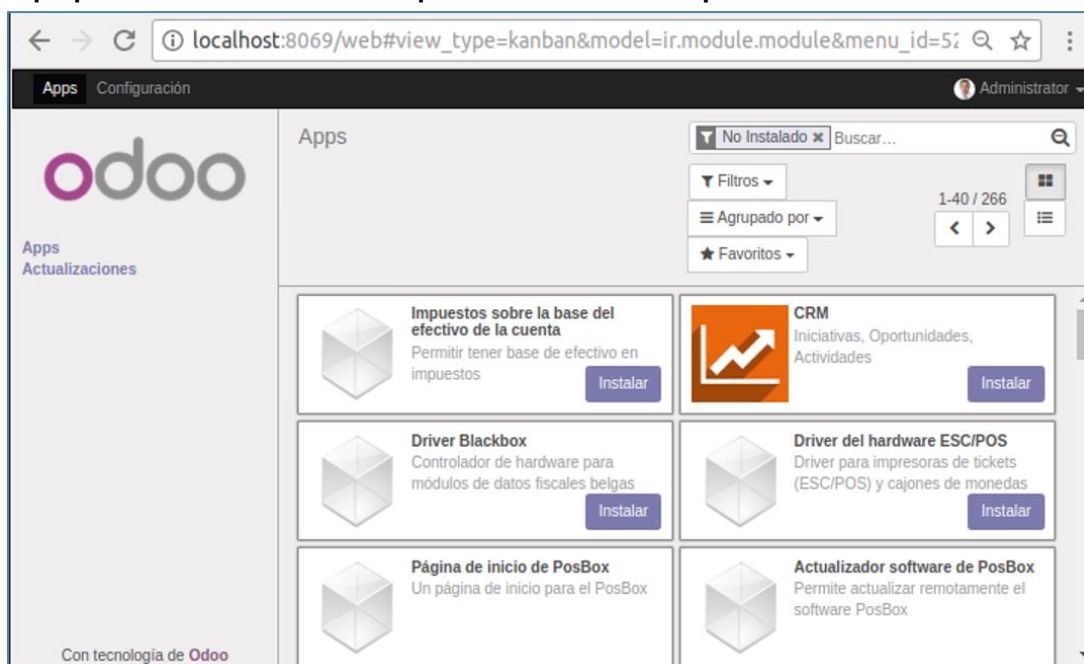 localhost:8069/web#view_type=kanban&model=ir.module.module&menu_id=52
Apps Configuración Administrator
odoo
Apps
Actualizaciones
Apps
No Instalado × Buscar...
Filtros
Agrupado por
Favoritos
1-40 / 266
Impuestos sobre la base del
efectivo de la cuenta
Permitir tener base de efectivo en
impuestos
Instalar
CRM
Iniciativas, Oportunidades,
Actividades
Instalar
Driver Blackbox
Controlador de hardware para
módulos de datos fiscales belgas
Instalar
Driver del hardware ESC/POS
Driver para impresoras de tickets
(ESC/POS) y cajones de monedas
Instalar
Página de inicio de PosBox
Un página de inicio para el PosBox
Actualizador software de PosBox
Permite actualizar remotamente el
software PosBox
Con tecnología de Odoo